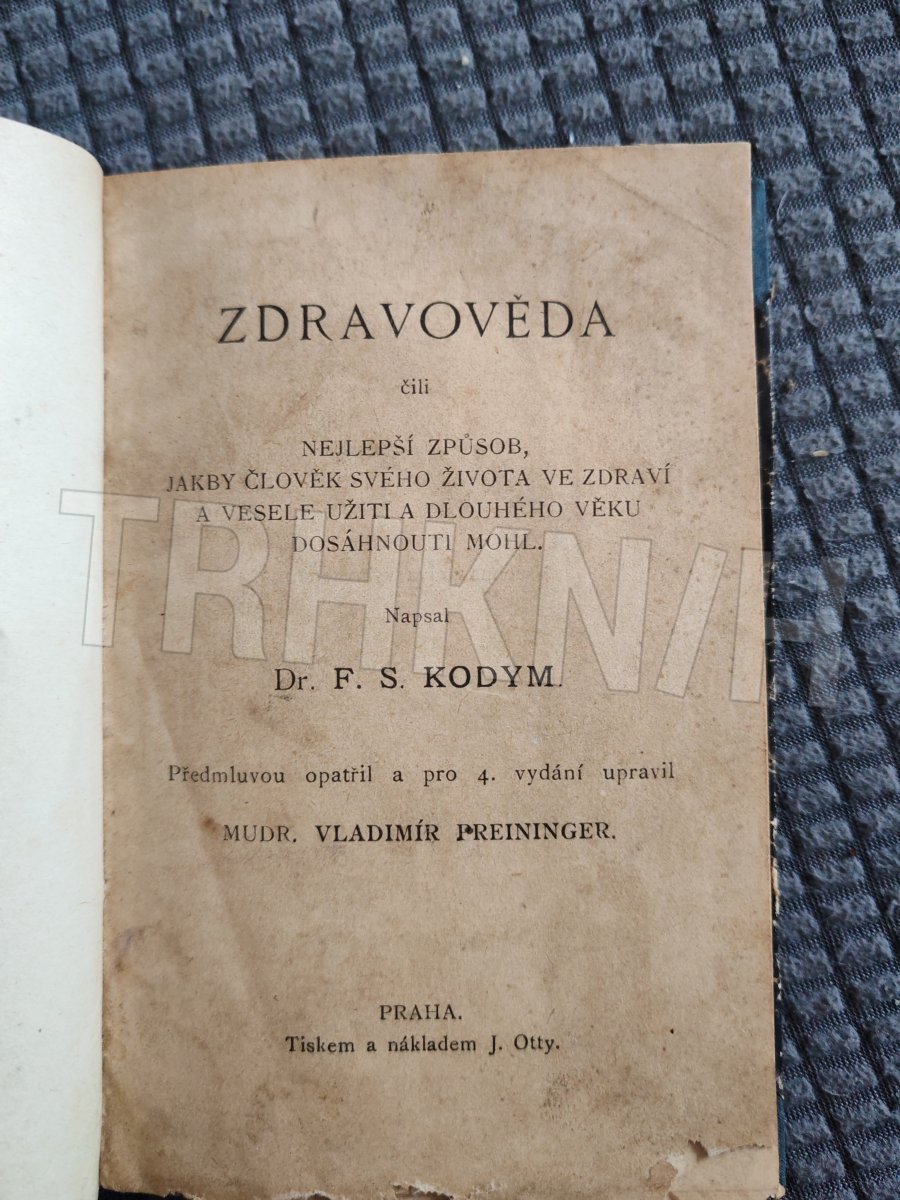 ZDRAVOVĚDA
čili
NEJLEPŠÍ ZPŮSOB,
JAKBY ČLOVĚK SVÉHO ŽIVOTA VE ZDRAVÍ
A VESELE UŽITI A DLOUHÉHO VĚKU
DOSÁHNOUTI MOHL.
TRHKNIH
Napsal
Dr. F. S. KODYM.
Předmluvou opatřil a pro 4. vydání upravil
MUDR. VLADIMÍR PREININGER.
PRAHA.
Tiskem a nákladem J. Otty.